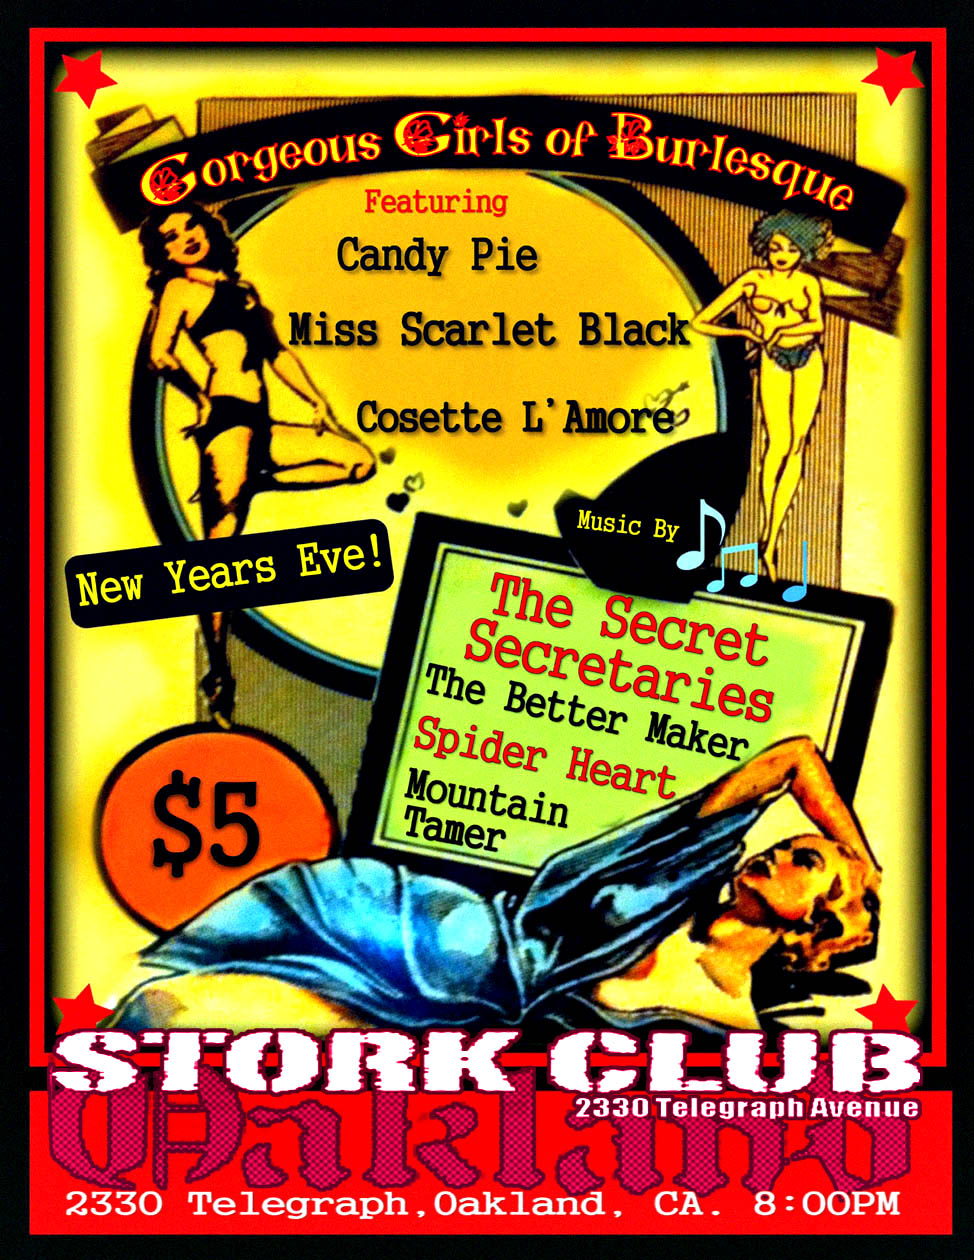 Gorgeous Girls of Burlesque
Featuring
Candy Pie
Miss Scarlet Black
Cosette L'Amore
New Years Eve!
Music By
The Secret
Secretaries
The Better Maker
Spider Heart
Mountain
Tamer
$5
STORK CLUB
Oakland
2330 Telegraph Avenue
2330 Telegraph,Oakland, CA. 8:00PM